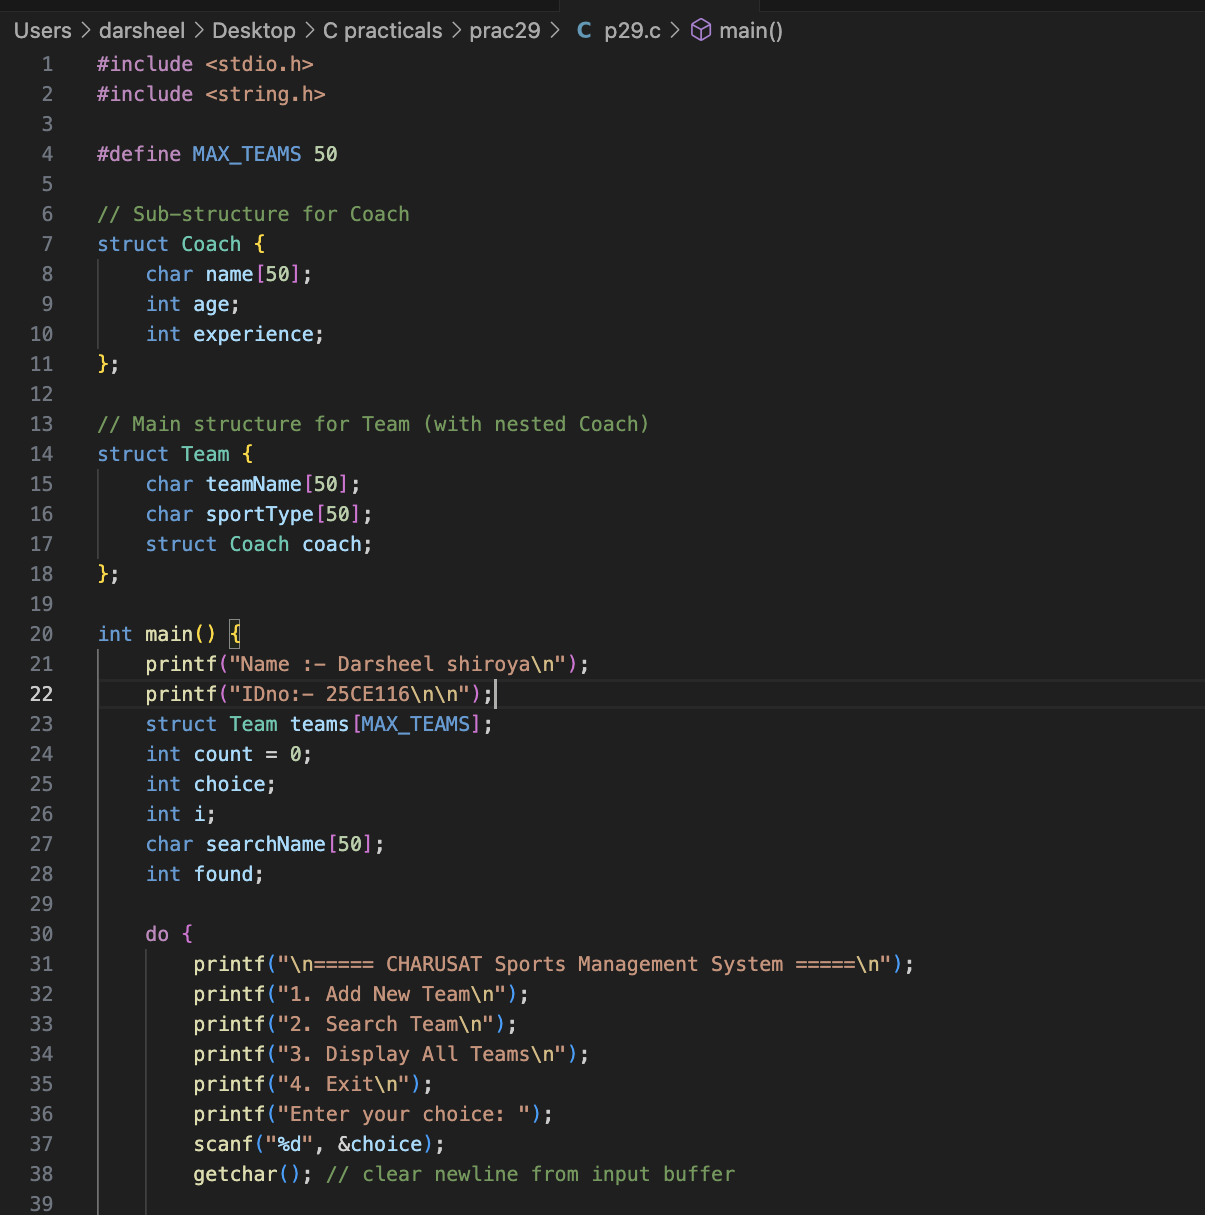 Users > darsheel > Desktop > C practicals > prac29 > C p29.c > main()
1 #include <stdio.h>
2 #include <string.h>
3
4 #define MAX_TEAMS 50
5
6 // Sub-structure for Coach
7 struct Coach {
8     char name[50];
9     int age;
10     int experience;
11 };
12
13 // Main structure for Team (with nested Coach)
14 struct Team {
15     char teamName[50];
16     char sportType[50];
17     struct Coach coach;
18 };
19
20 int main() {
21     printf("Name :- Darsheel shiroya\n");
22     printf("IDno:- 25CE116\n\n");
23     struct Team teams[MAX_TEAMS];
24     int count = 0;
25     int choice;
26     int i;
27     char searchName[50];
28     int found;
29
30     do {
31         printf("\n===== CHARUSAT Sports Management System =====\n");
32         printf("1. Add New Team\n");
33         printf("2. Search Team\n");
34         printf("3. Display All Teams\n");
35         printf("4. Exit\n");
36         printf("Enter your choice: ");
37         scanf("%d", &choice);
38         getchar(); // clear newline from input buffer
39